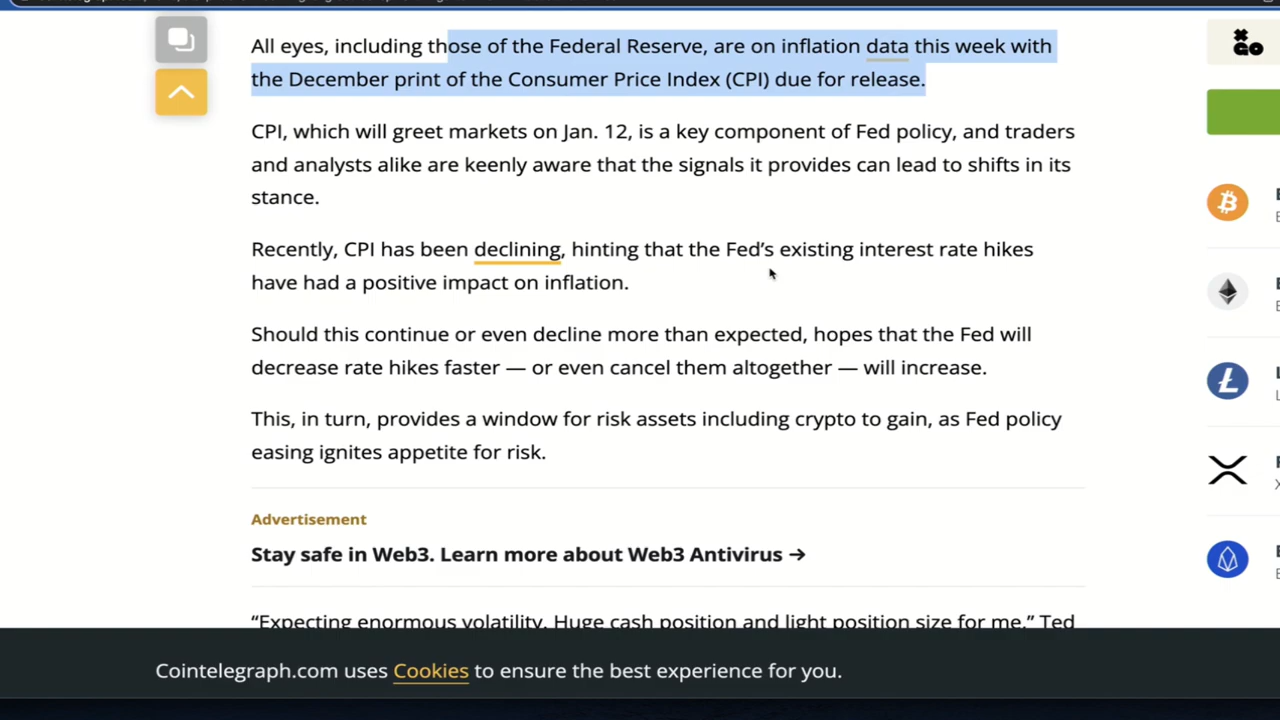 All eyes, including those of the Federal Reserve, are on inflation data this week with
the December print of the Consumer Price Index (CPI) due for release.
CPI, which will greet markets on Jan. 12, is a key component of Fed policy, and traders
and analysts alike are keenly aware that the signals it provides can lead to shifts in its
stance.
Recently, CPI has been declining, hinting that the Fed's existing interest rate hikes
have had a positive impact on inflation.
Should this continue or even decline more than expected, hopes that the Fed will
decrease rate hikes faster — or even cancel them altogether — will increase.
This, in turn, provides a window for risk assets including crypto to gain, as Fed policy
easing ignites appetite for risk.
Advertisement
Stay safe in Web3. Learn more about Web3 Antivirus →
“Expecting enormous volatility. Huge cash position and light position size for me,” Ted
Cointelegraph.com uses Cookies to ensure the best experience for you.
GO